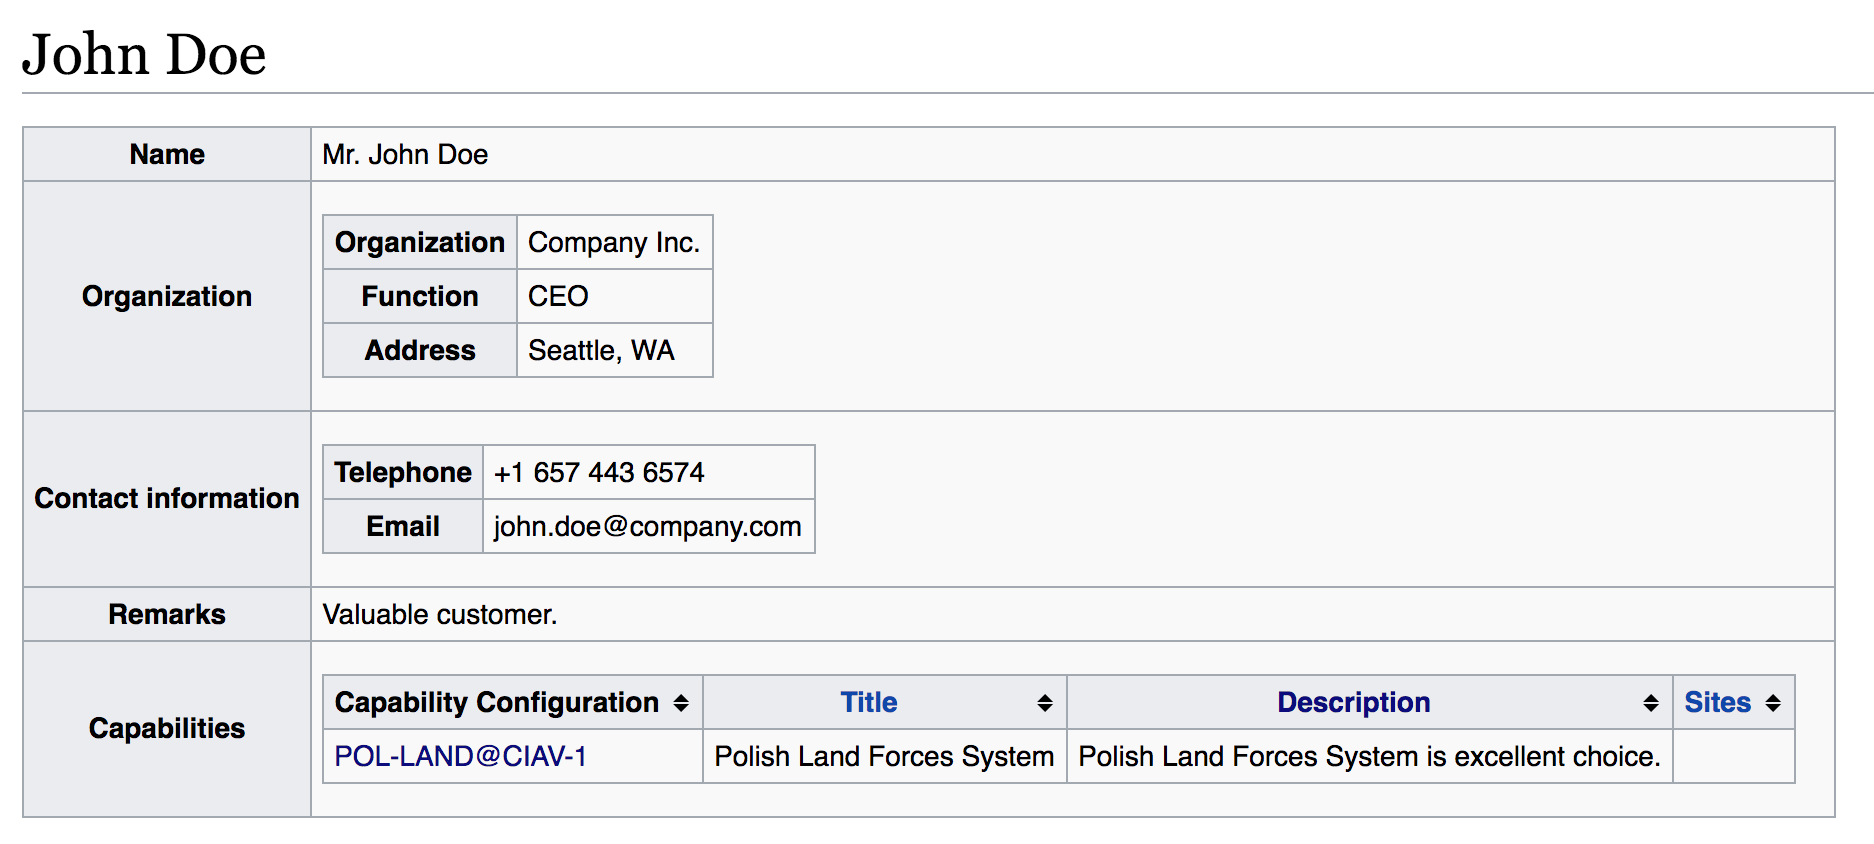 John Doe
Name Mr. John Doe
Organization
Organization Company Inc.
Function CEO
Address Seattle, WA
Contact information
Telephone +1 657 443 6574
Email john.doe@company.com
Remarks Valuable customer.
Capabilities
Capability Configuration Title Description Sites
POL-LAND@CIAV-1 Polish Land Forces System Polish Land Forces System is excellent choice.